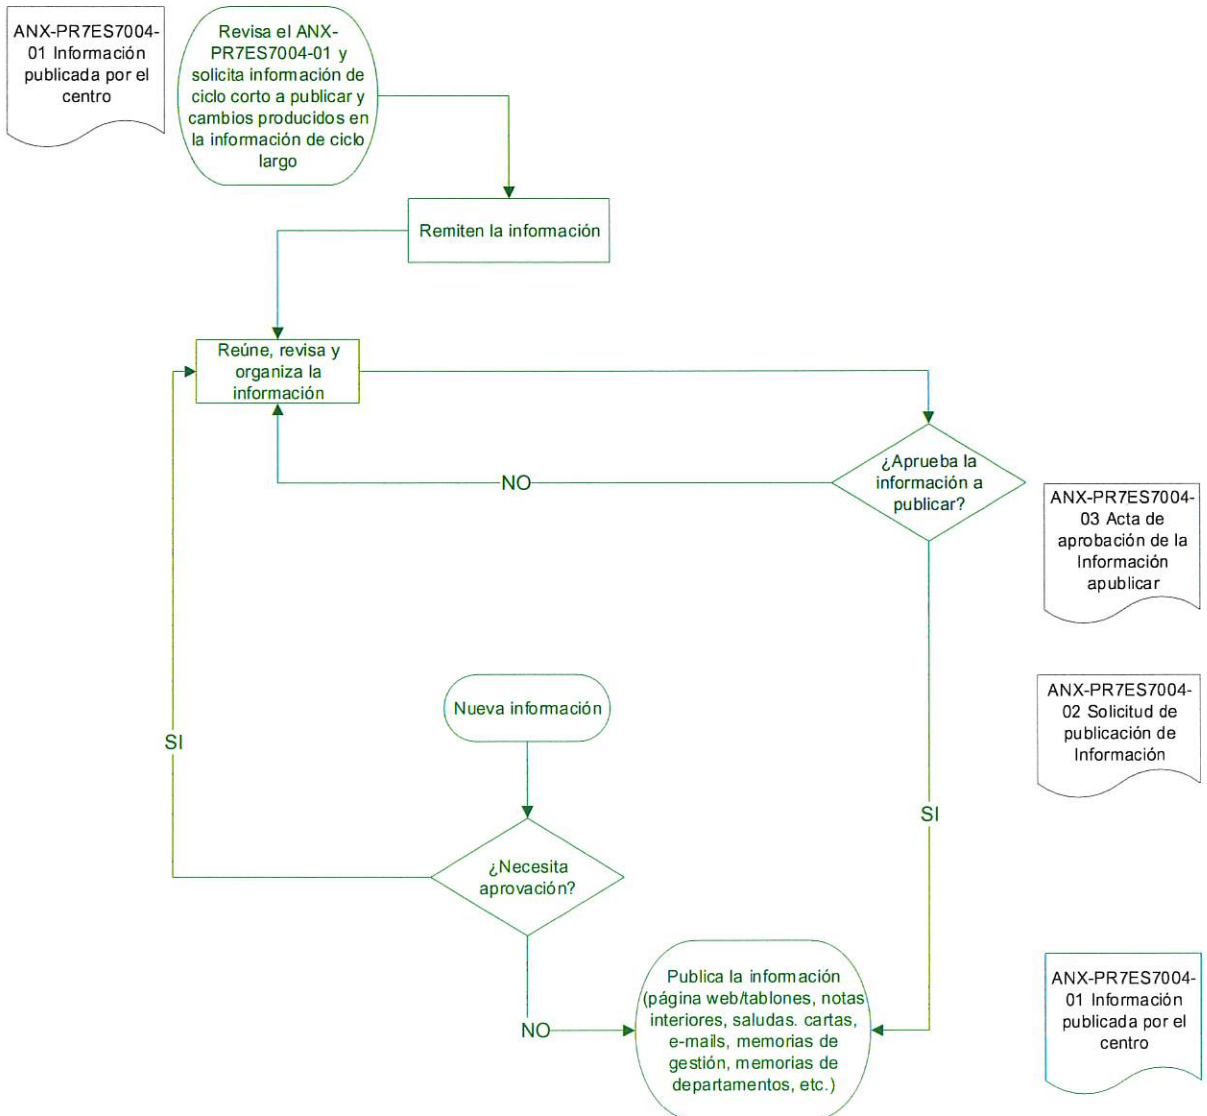 ANX-PR7ES7004-
01 Información
publicada por el
centro
Revisa el ANX-
PR7ES7004-01 y
solicita información de
ciclo corto a publicar y
cambios producidos en
la información de ciclo
largo
Remiten la información
Reúne, revisa y
organiza la
información
¿Aprueba la
información a
publicar?
NO
ANX-PR7ES7004-
03 Acta de
aprobación de la
Información
apublicar
ANX-PR7ES7004-
02 Solicitud de
publicación de
Información
Nueva información
SI
SI
¿Necesita
aprovación?
NO
Publica la información
(página web/tablones, notas
interiores, saludas. cartas,
e-mails, memorias de
gestión, memorias de
departamentos, etc.)
ANX-PR7ES7004-
01 Información
publicada por el
centro